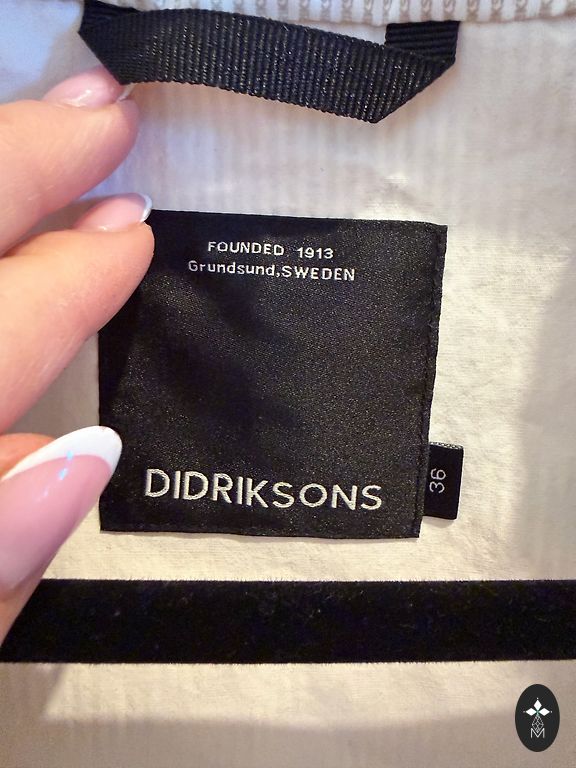 FOUNDED 1913
Grundsund,SWEDEN
DIDRIKSONS
36
M